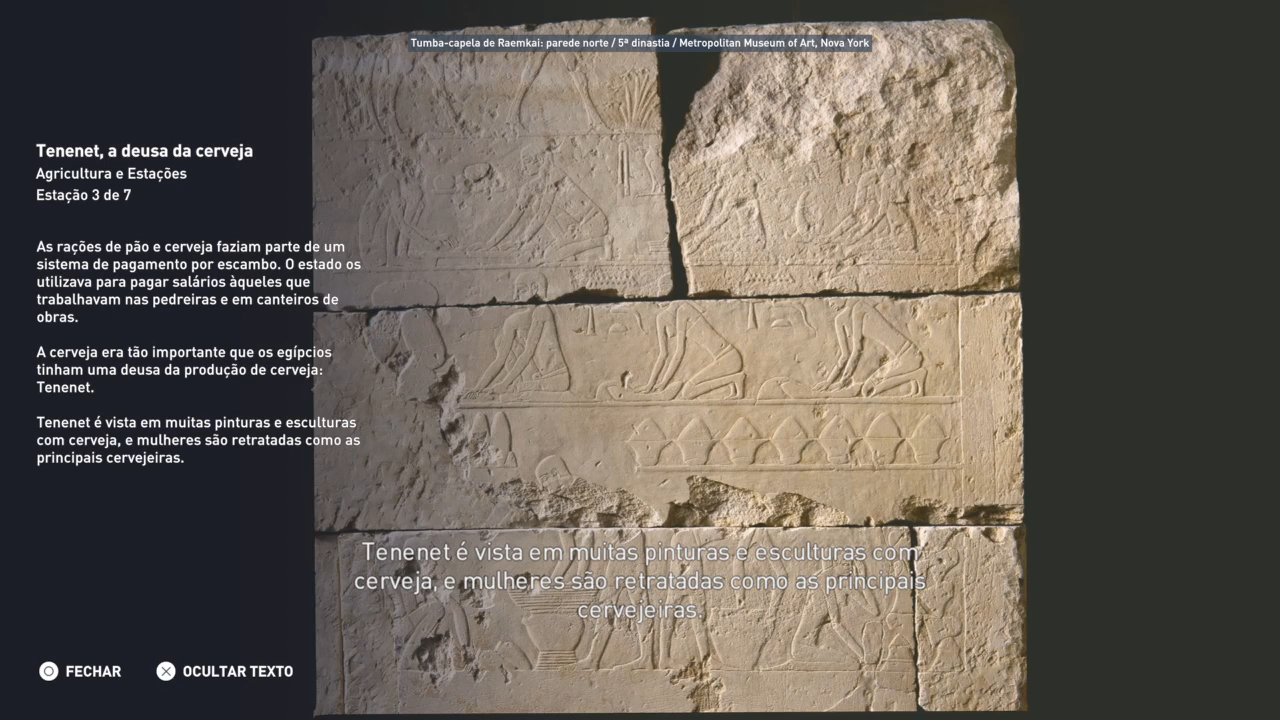 Tumba-capela de Raemkai: parede norte / 5ª dinastia / Metropolitan Museum of Art, Nova York
Tenenet, a deusa da cerveja
Agricultura e Estações
Estação 3 de 7
As rações de pão e cerveja faziam parte de um
sistema de pagamento por escambo. O estado os
utilizava para pagar salários àqueles que
trabalhavam nas pedreiras e em canteiros de
obras.
A cerveja era tão importante que os egípcios
tinham uma deusa da produção de cerveja:
Tenenet.
Tenenet é vista em muitas pinturas e esculturas
com cerveja, e mulheres são retratadas como as
principais cervejeiras.
Tenenet é vista em muitas pinturas e esculturas com
cerveja, e mulheres são retratadas como as principais
cervejeiras.
FECHAR
OCULTAR TEXTO